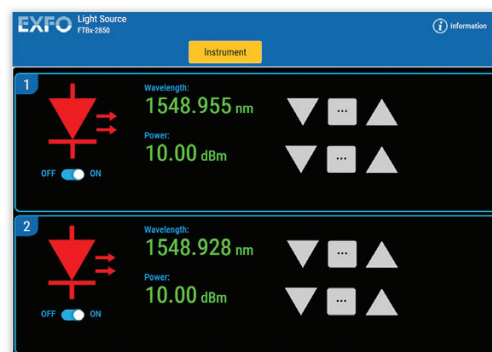 EXFO Light Source
FTBx-2850
Information
Instrument
1
Wavelength:
1548.955 nm
...
Power:
10.00 dBm
...
OFF ON
2
Wavelength:
1548.928 nm
...
Power:
10.00 dBm
...
OFF ON